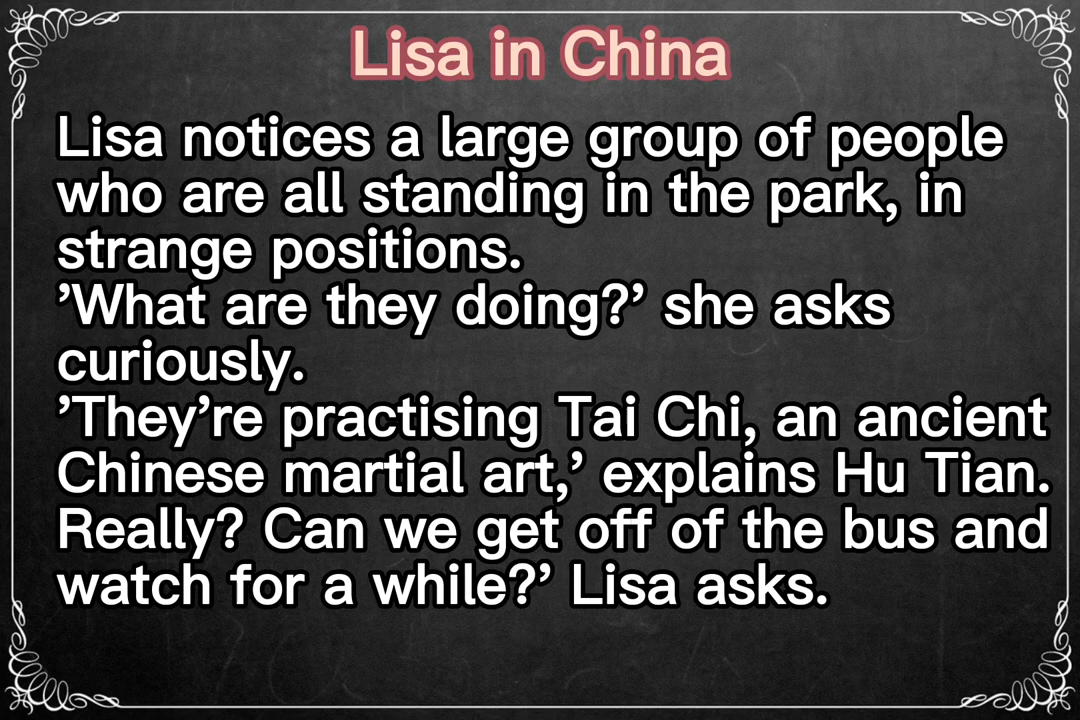 Lisa in China
Lisa notices a large group of people
who are all standing in the park, in
strange positions.
’What are they doing?’ she asks
curiously.
’They’re practising Tai Chi, an ancient
Chinese martial art,’ explains Hu Tian.
Really? Can we get off of the bus and
watch for a while?’ Lisa asks.